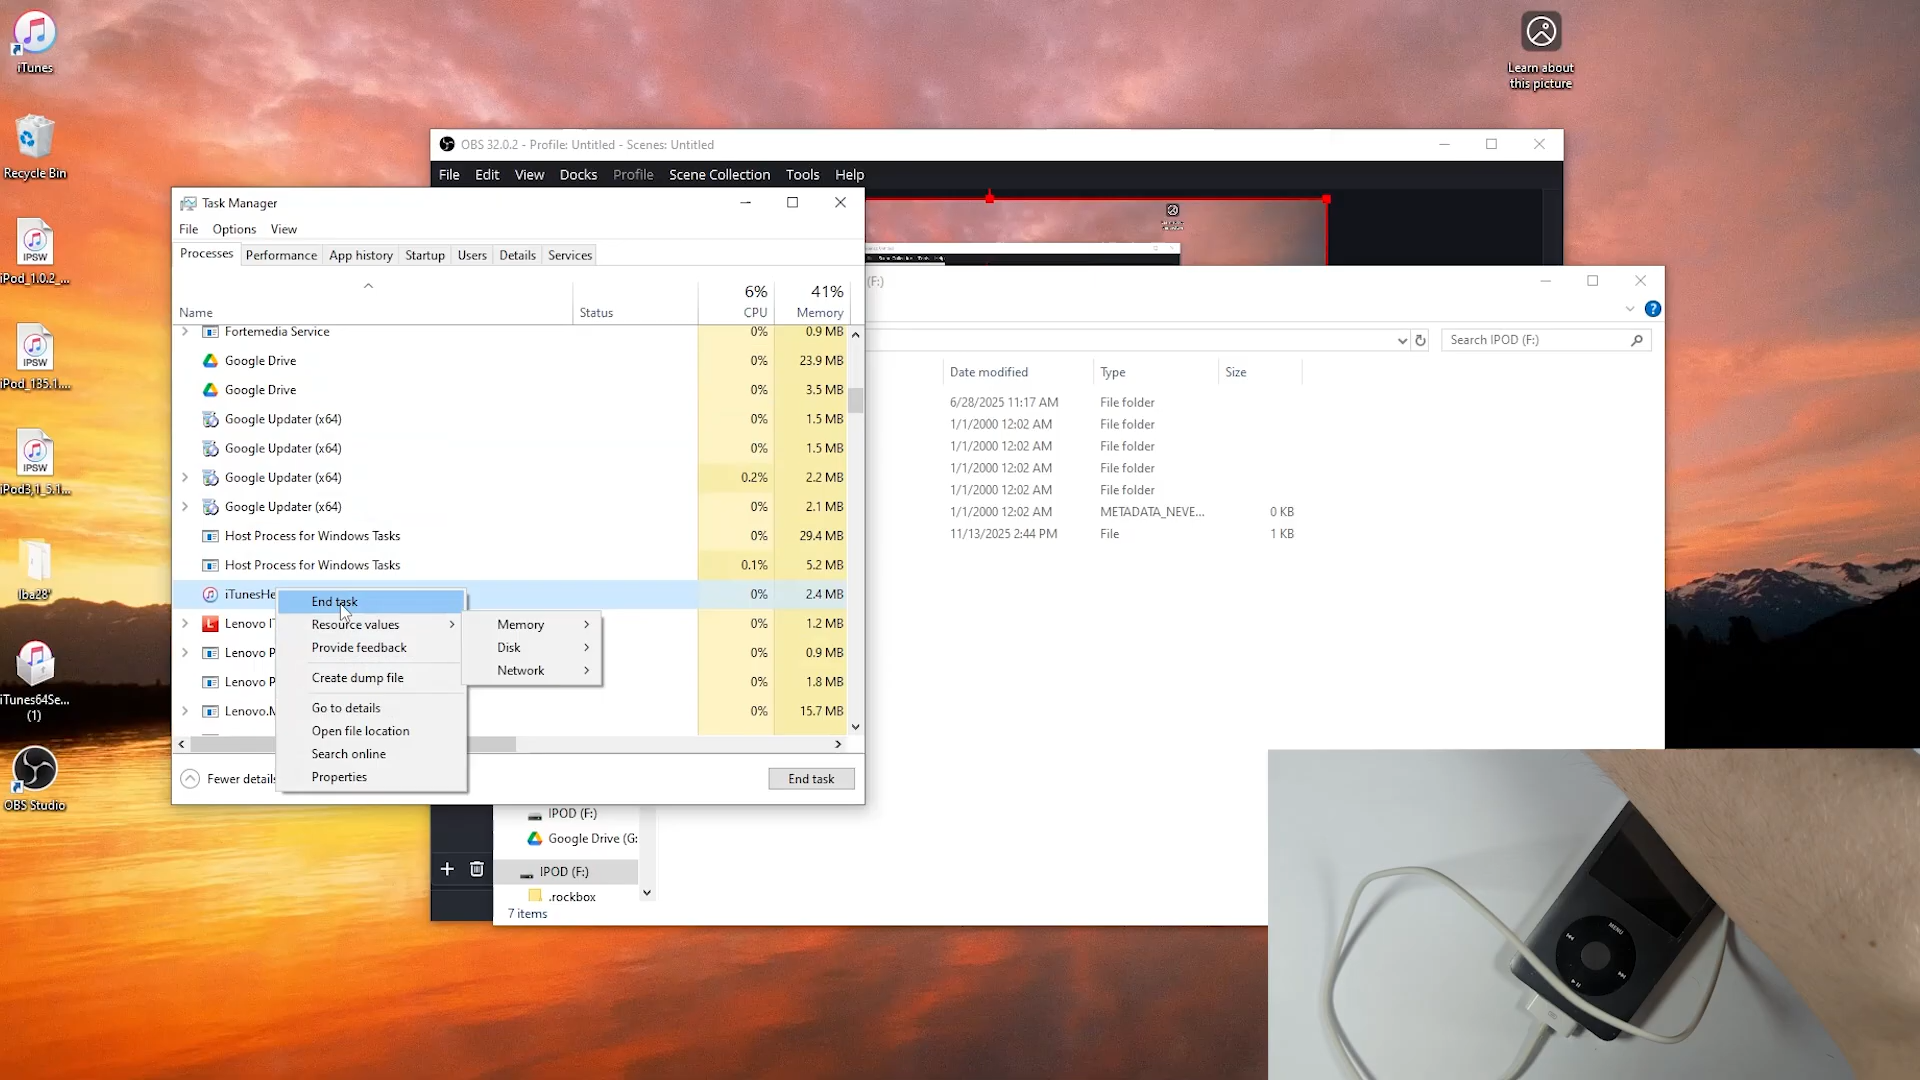 iTunes
Recycle Bin
IPSW
iPod_1.0.2_...
IPSW
iPod_135.1....
IPSW
iPod3,1_5.1...
iTunes64Se...
(1)
OBS Studio
Learn about
this picture
OBS 32.0.2 - Profile: Untitled - Scenes: Untitled
File Edit View Docks Profile Scene Collection Tools Help
Task Manager
File Options View
Processes Performance App history Startup Users Details Services
6% 41%
Name Status CPU Memory
Fortemedia Service 0% 0.9 MB
Google Drive 0% 23.9 MB
Google Drive 0% 3.5 MB
Google Updater (x64) 0% 1.5 MB
Google Updater (x64) 0% 1.5 MB
Google Updater (x64) 0.2% 2.2 MB
Google Updater (x64) 0% 2.1 MB
Host Process for Windows Tasks 0% 29.4 MB
Host Process for Windows Tasks 0.1% 5.2 MB
iTunesHe 0% 2.4 MB
Lenovo 0% 1.2 MB
Lenovo P 0% 0.9 MB
Lenovo P 0% 1.8 MB
Lenovo.M 0% 15.7 MB
Fewer details
End task
End task
Resource values
Provide feedback
Create dump file
Go to details
Open file location
Search online
Properties
Memory
Disk
Network
(F:)
Search IPOD (F:)
Date modified Type Size
6/28/2025 11:17 AM File folder
1/1/2000 12:02 AM File folder
1/1/2000 12:02 AM File folder
1/1/2000 12:02 AM File folder
1/1/2000 12:02 AM File folder
1/1/2000 12:02 AM METADATA_NEVE... 0 KB
11/13/2025 2:44 PM File 1 KB
IPOD (F:)
Google Drive (G:
IPOD (F:)
.rockbox
7 items
MENU